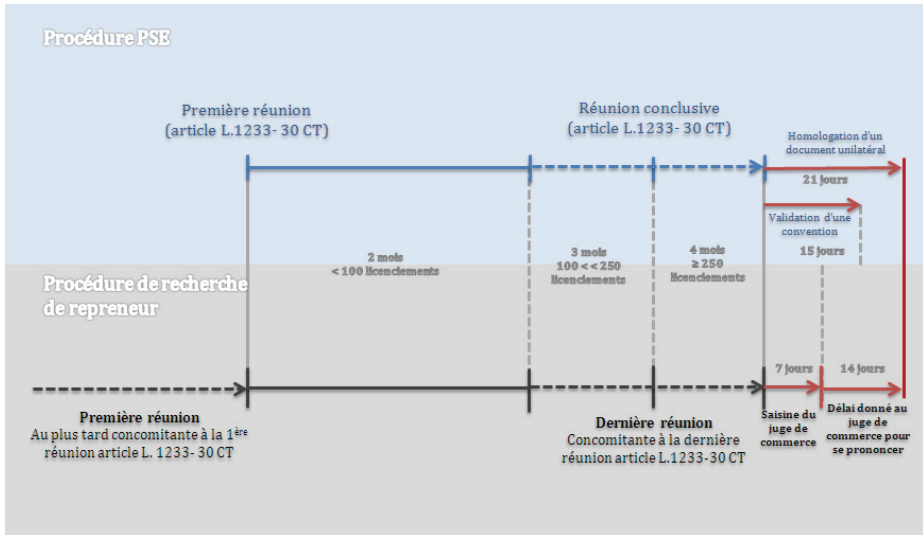 Procédure PSE
Première réunion
(article L.1233- 30 CT)
Réunion conclusive
(article L.1233- 30 CT)
Homologation d'un
document unilatéral
21 jours
Validation d'une
convention
15 jours
2 mois
< 100 licenciements
3 mois
100 < < 250
licenciements
4 mois
≥ 250
licenciements
Procédure de recherche
de repreneur
7 jours
14 jours
Première réunion
Au plus tard concomitante à la 1ère
réunion article L. 1233- 30 CT
Dernière réunion
Concomitante à la dernière
réunion article L.1233-30 CT
Saisine du
juge de
commerce
Délai donné au
juge de
commerce pour
se prononcer